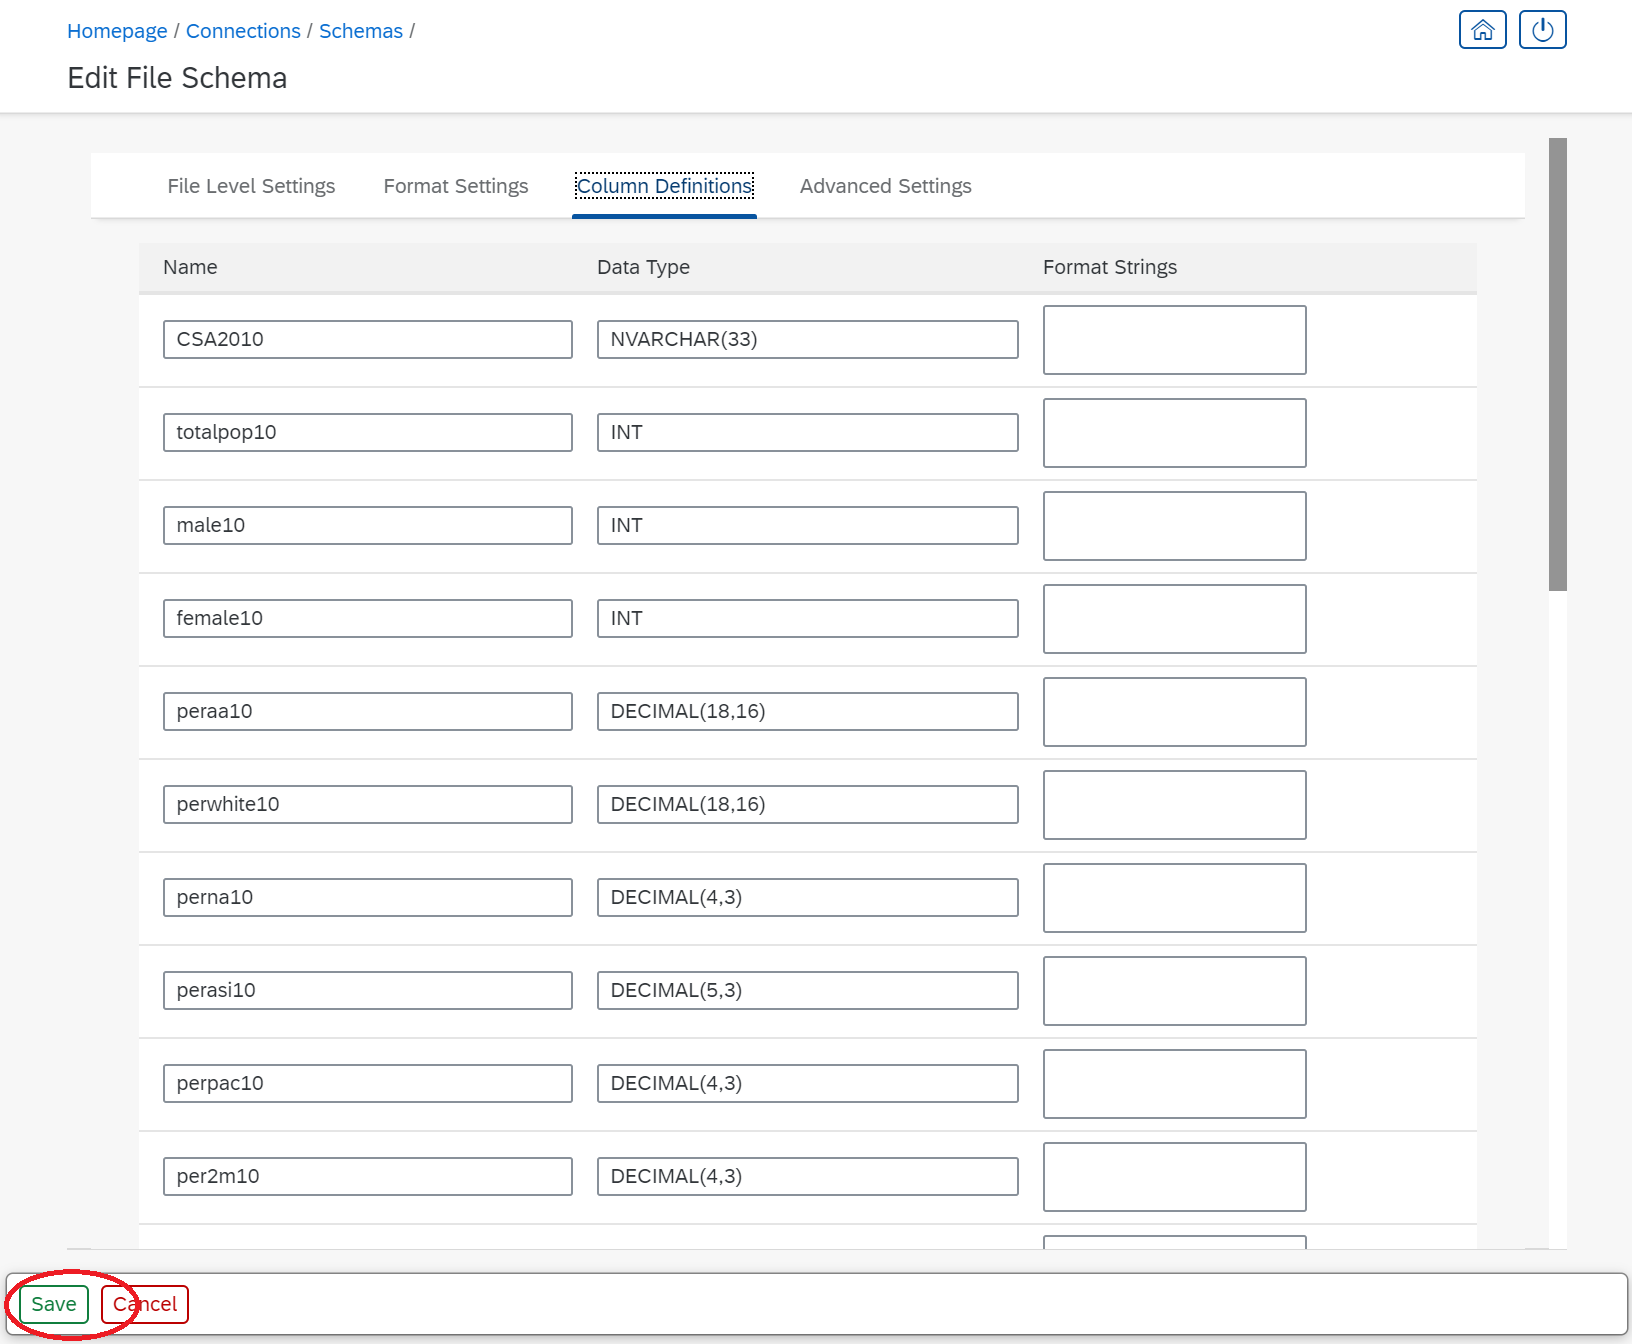 Homepage / Connections / Schemas /
Edit File Schema
File Level Settings Format Settings Column Definitions Advanced Settings
Name Data Type Format Strings
CSA2010 NVARCHAR(33)
totalpop10 INT
male10 INT
female10 INT
peraa10 DECIMAL(18,16)
perwhite10 DECIMAL(18,16)
perna10 DECIMAL(4,3)
perasi10 DECIMAL(5,3)
perpac10 DECIMAL(4,3)
per2m10 DECIMAL(4,3)
Save Cancel